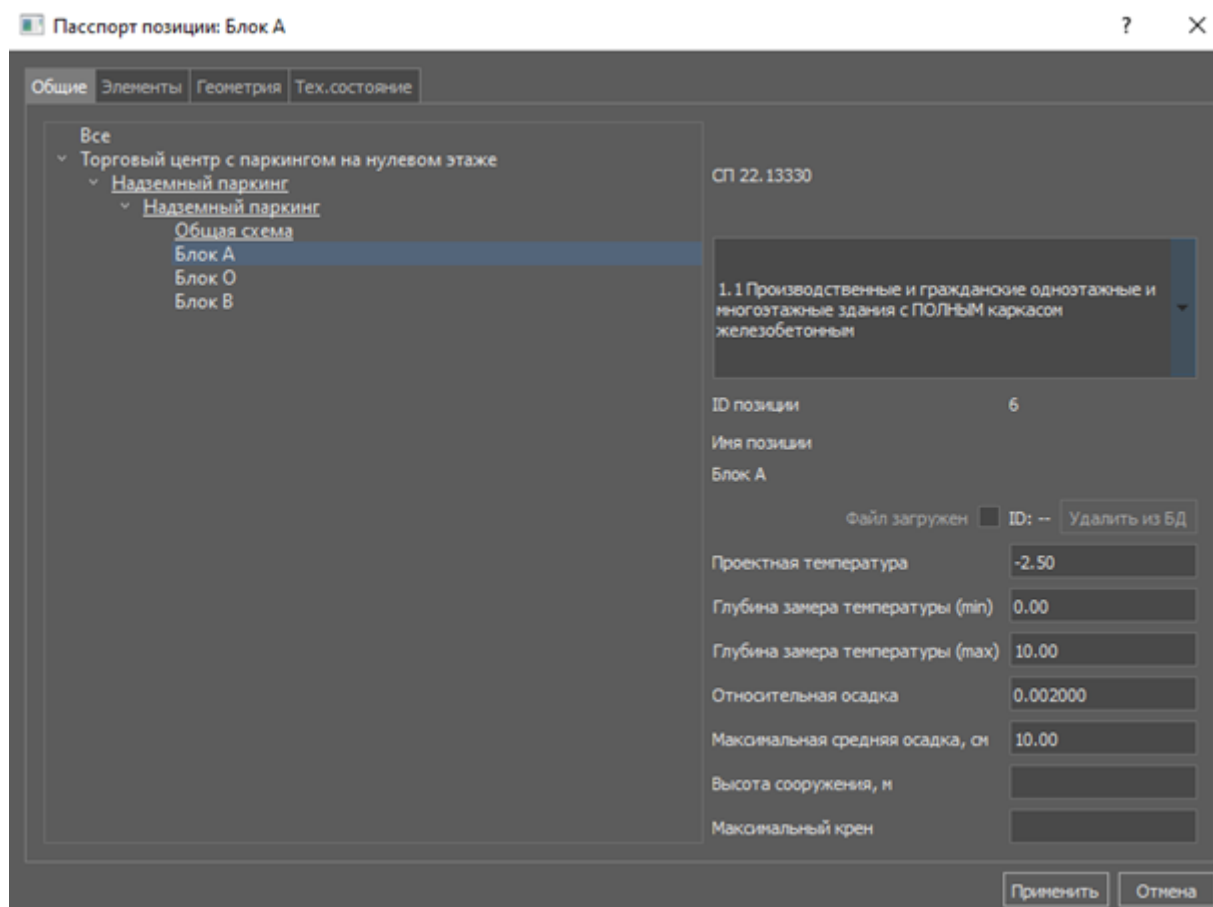 Пасспорт позиции: Блок А
?
Общие Элементы Геометрия Тех.состояние
Все
Торговый центр с паркингом на нулевом этаже
Надземный паркинг
Надземный паркинг
Общая схема
Блок А
Блок О
Блок В
СП 22.13330
1.1 Производственные и гражданские одноэтажные и
многоэтажные здания с ПОЛНЫМ каркасом
железобетонным
ID позиции 6
Имя позиции
Блок А
Файл загружен ID: -- Удалить из БД
Проектная температура -2.50
Глубина замера температуры (min) 0.00
Глубина замера температуры (max) 10.00
Относительная осадка 0.002000
Максимальная средняя осадка, см 10.00
Высота сооружения, м
Максимальный крен
Применить Отмена